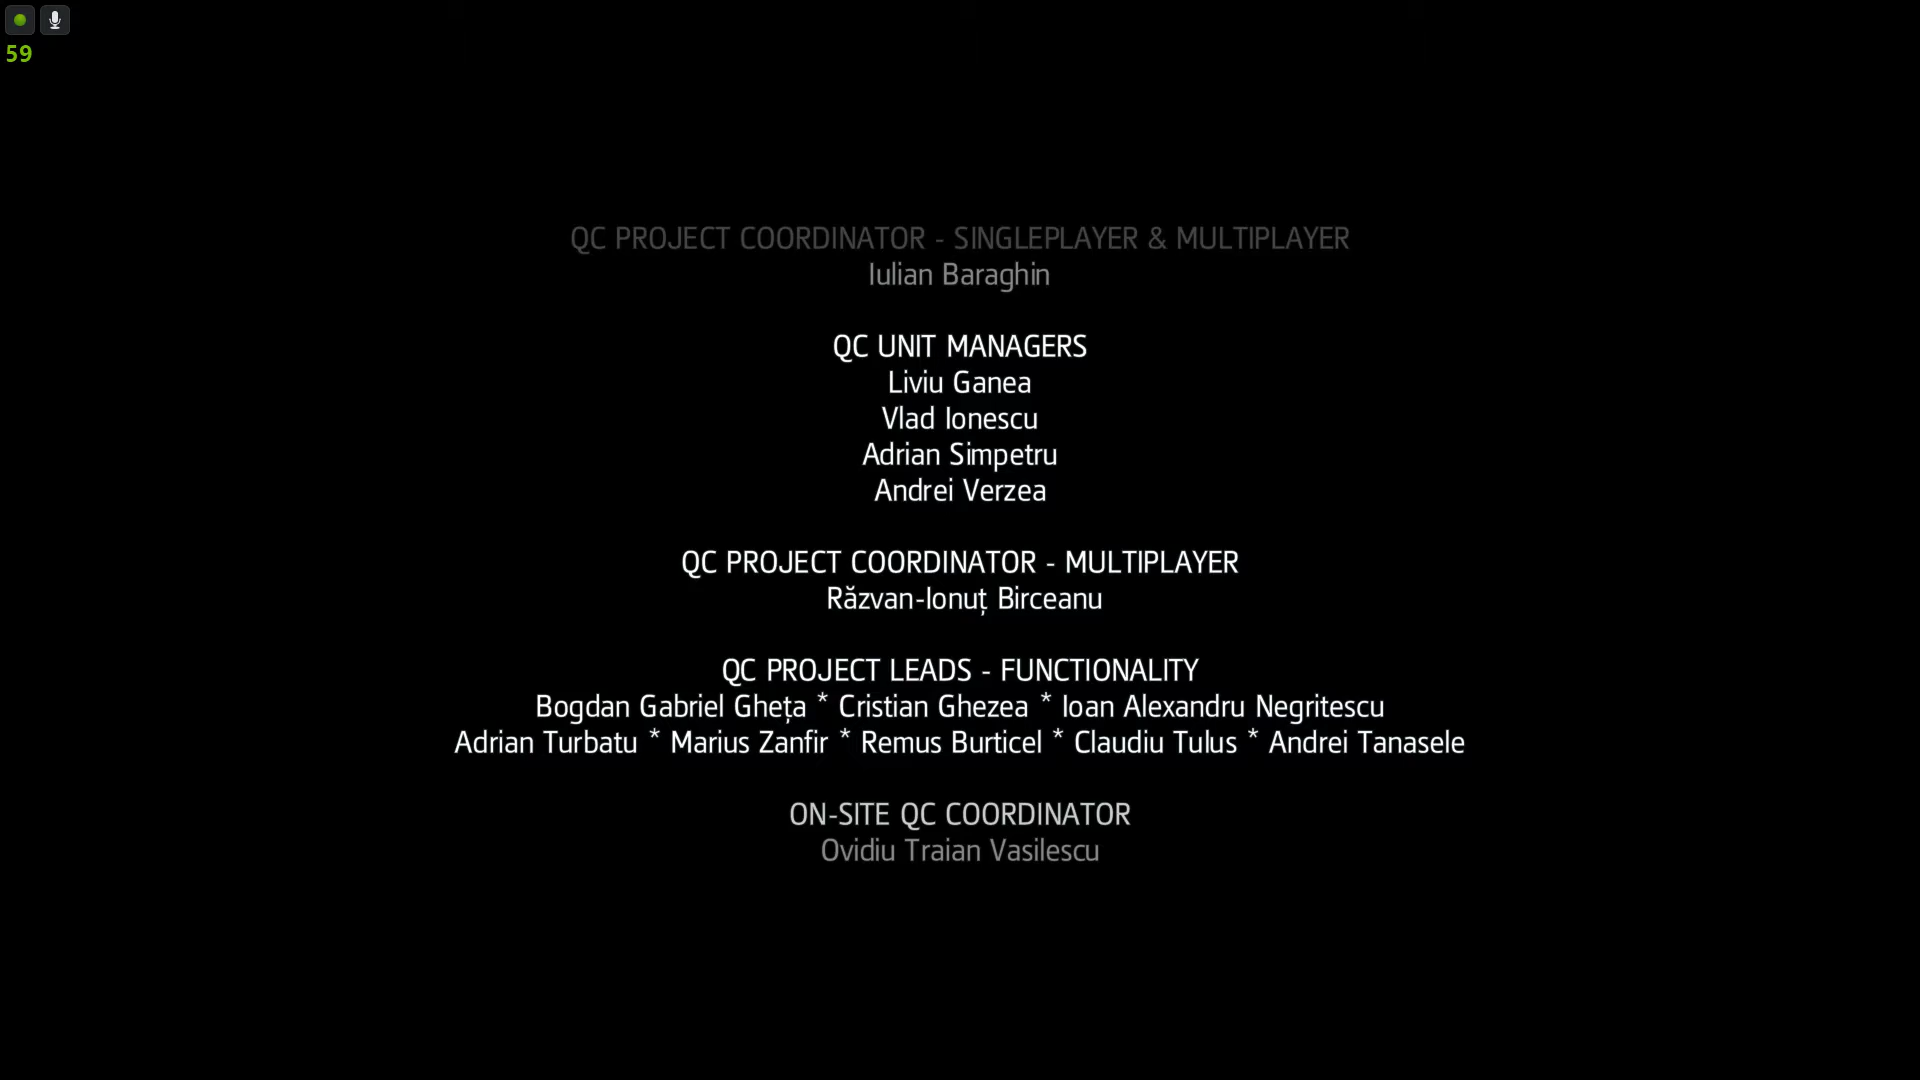 59
QC PROJECT COORDINATOR - SINGLEPLAYER & MULTIPLAYER
Iulian Baraghin
QC UNIT MANAGERS
Liviu Ganea
Vlad Ionescu
Adrian Simpetru
Andrei Verzea
QC PROJECT COORDINATOR - MULTIPLAYER
Răzvan-Ionuț Birceanu
QC PROJECT LEADS - FUNCTIONALITY
Bogdan Gabriel Gheța * Cristian Ghezea * Ioan Alexandru Negritescu
Adrian Turbatu * Marius Zanfir * Remus Burticel * Claudiu Tulus * Andrei Tanasele
ON-SITE QC COORDINATOR
Ovidiu Traian Vasilescu